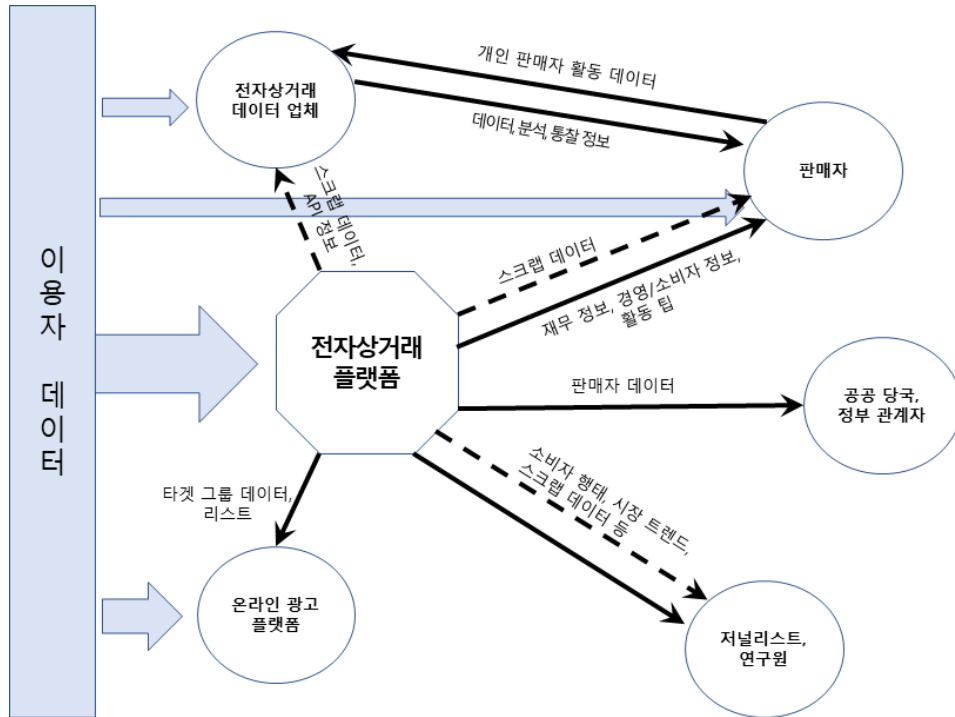 이용자 데이터
전자상거래
데이터 업체
개인 판매자 활동 데이터
데이터, 분석, 통찰 정보
판매자
스크랩 데이터,
API 정보
스크랩 데이터
재무 정보, 경영/소비자 정보,
활동 팁
전자상거래
플랫폼
판매자 데이터
공공 당국,
정부 관계자
타겟 그룹 데이터,
리스트
소비자 행태, 시장 트렌드,
스크랩 데이터 등
온라인 광고
플랫폼
저널리스트,
연구원